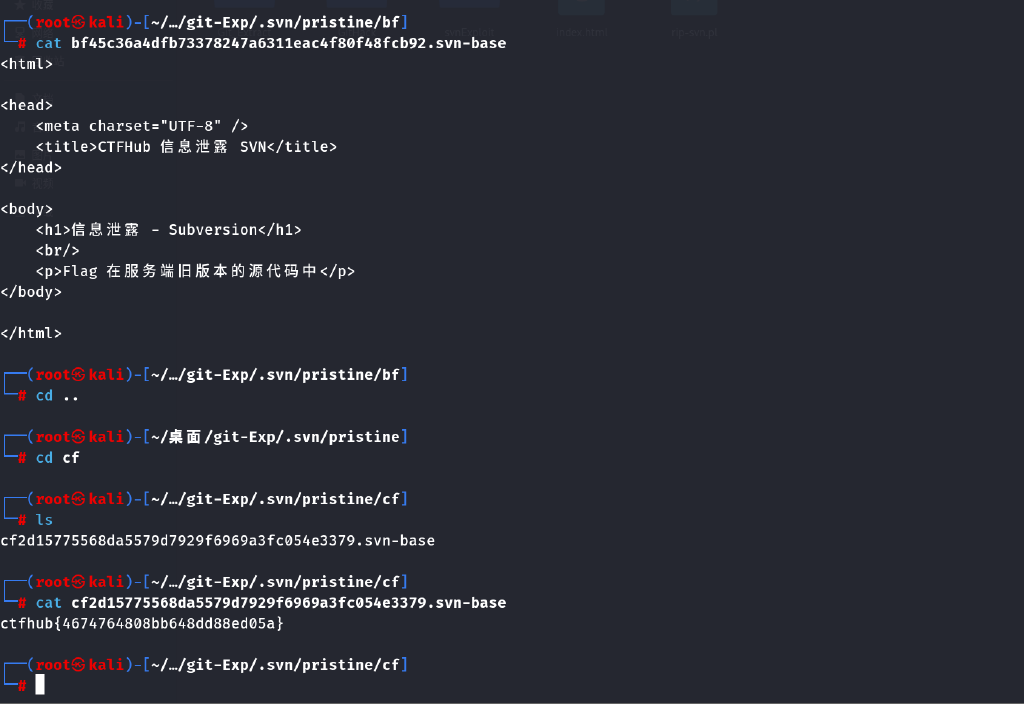 ┌──(root㉿kali)-[~/…/git-Exp/.svn/pristine/bf]
└─# cat bf45c36a4dfb73378247a6311eac4f80f48fcb92.svn-base
<html>
<head>
    <meta charset="UTF-8" />
    <title>CTFHub 信息泄露 SVN</title>
</head>
<body>
    <h1>信息泄露 - Subversion</h1>
    <br/>
    <p>Flag 在服务端旧版本的源代码中</p>
</body>
</html>
┌──(root㉿kali)-[~/…/git-Exp/.svn/pristine/bf]
└─# cd ..
┌──(root㉿kali)-[~/桌面/git-Exp/.svn/pristine]
└─# cd cf
┌──(root㉿kali)-[~/…/git-Exp/.svn/pristine/cf]
└─# ls
cf2d15775568da5579d7929f6969a3fc054e3379.svn-base
┌──(root㉿kali)-[~/…/git-Exp/.svn/pristine/cf]
└─# cat cf2d15775568da5579d7929f6969a3fc054e3379.svn-base
ctfhub{4674764808bb648dd88ed05a}
┌──(root㉿kali)-[~/…/git-Exp/.svn/pristine/cf]
└─#